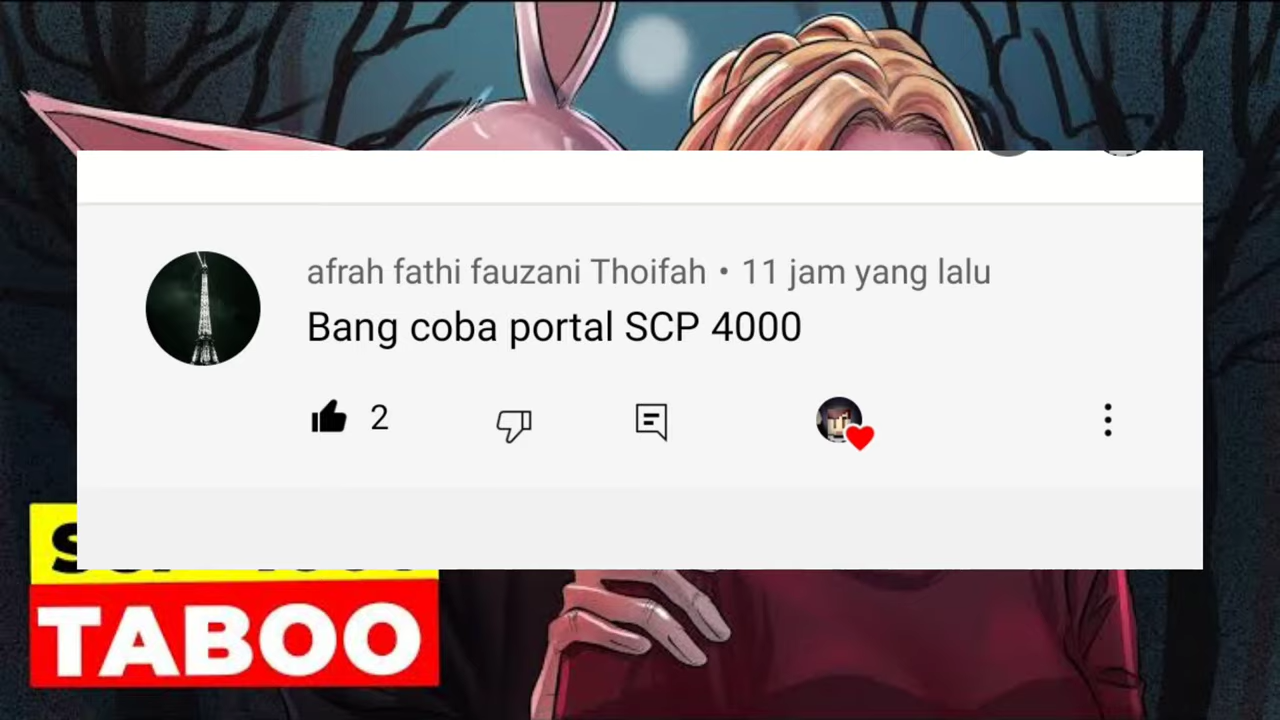 afrah fathi fauzani Thoifah • 11 jam yang lalu
Bang coba portal SCP 4000
2
TABOO